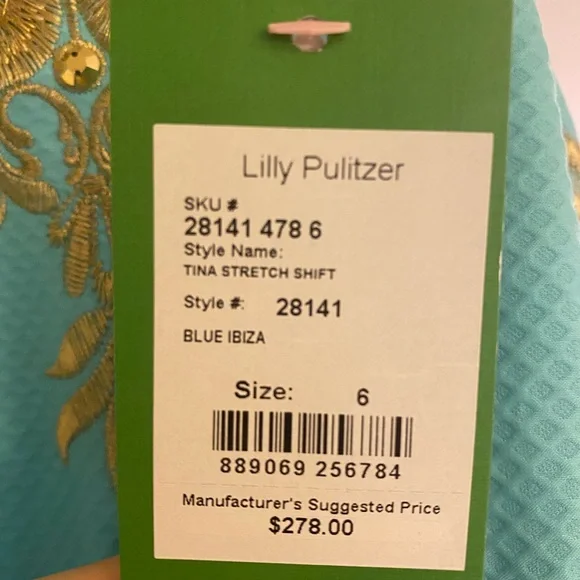 Lilly Pulitzer
SKU #
28141 478 6
Style Name:
TINA STRETCH SHIFT
Style #: 28141
BLUE IBIZA
Size: 6
889069 256784
Manufacturer's Suggested Price
$278.00